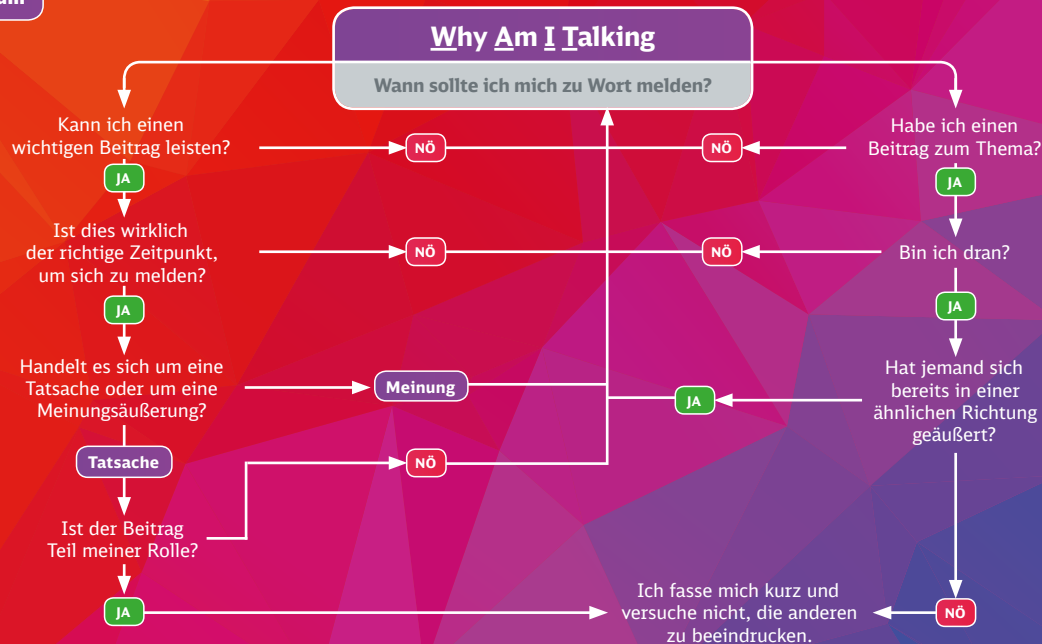 Why Am I Talking
Wann sollte ich mich zu Wort melden?
Kann ich einen
wichtigen Beitrag leisten?
NÖ
NÖ
Habe ich einen
Beitrag zum Thema?
JA
JA
Ist dies wirklich
der richtige Zeitpunkt,
um sich zu melden?
NÖ
NÖ
Bin ich dran?
JA
JA
Handelt es sich um eine
Tatsache oder um eine
Meinungsäußerung?
Meinung
JA
Hat jemand sich
bereits in einer
ähnlichen Richtung
geäußert?
Tatsache
NÖ
Ist der Beitrag
Teil meiner Rolle?
JA
Ich fasse mich kurz und
versuche nicht, die anderen
zu beeindrucken.
NÖ